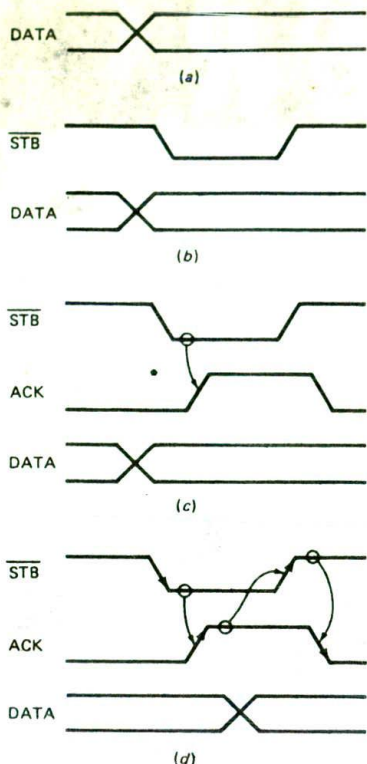 DATA
(a)
STB
DATA
(b)
STB
ACK
DATA
(c)
STB
ACK
DATA
(d)